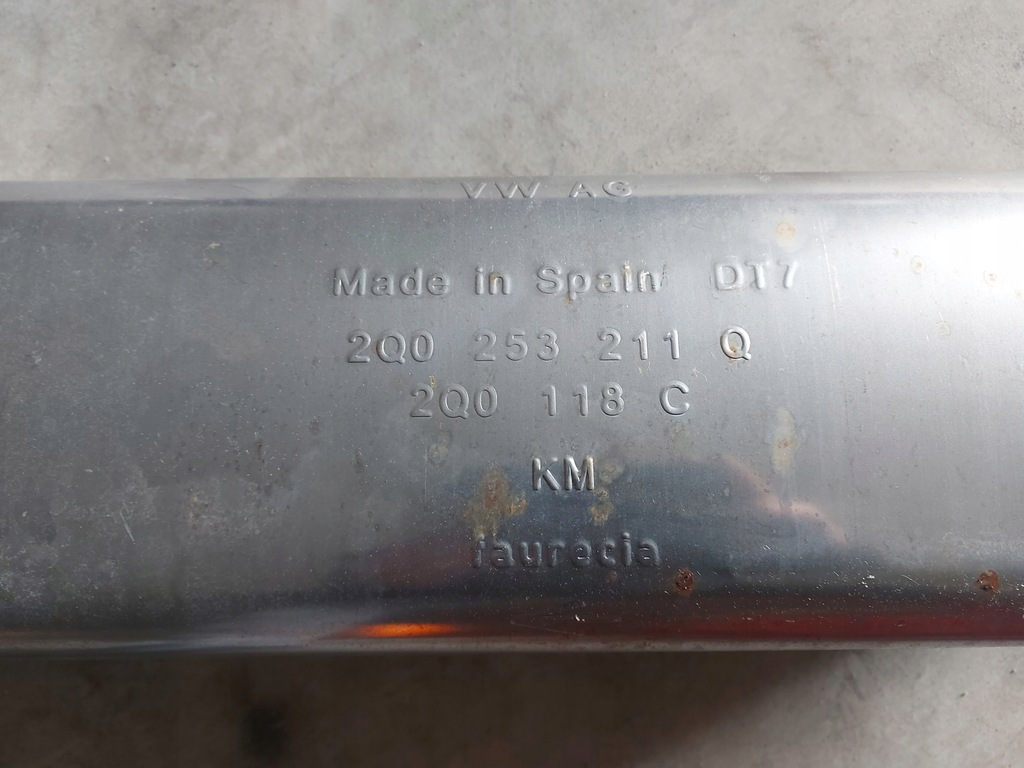 VW AG
Made in Spain DT7
2Q0 253 211 Q
2Q0 118 C
KM
faurecia